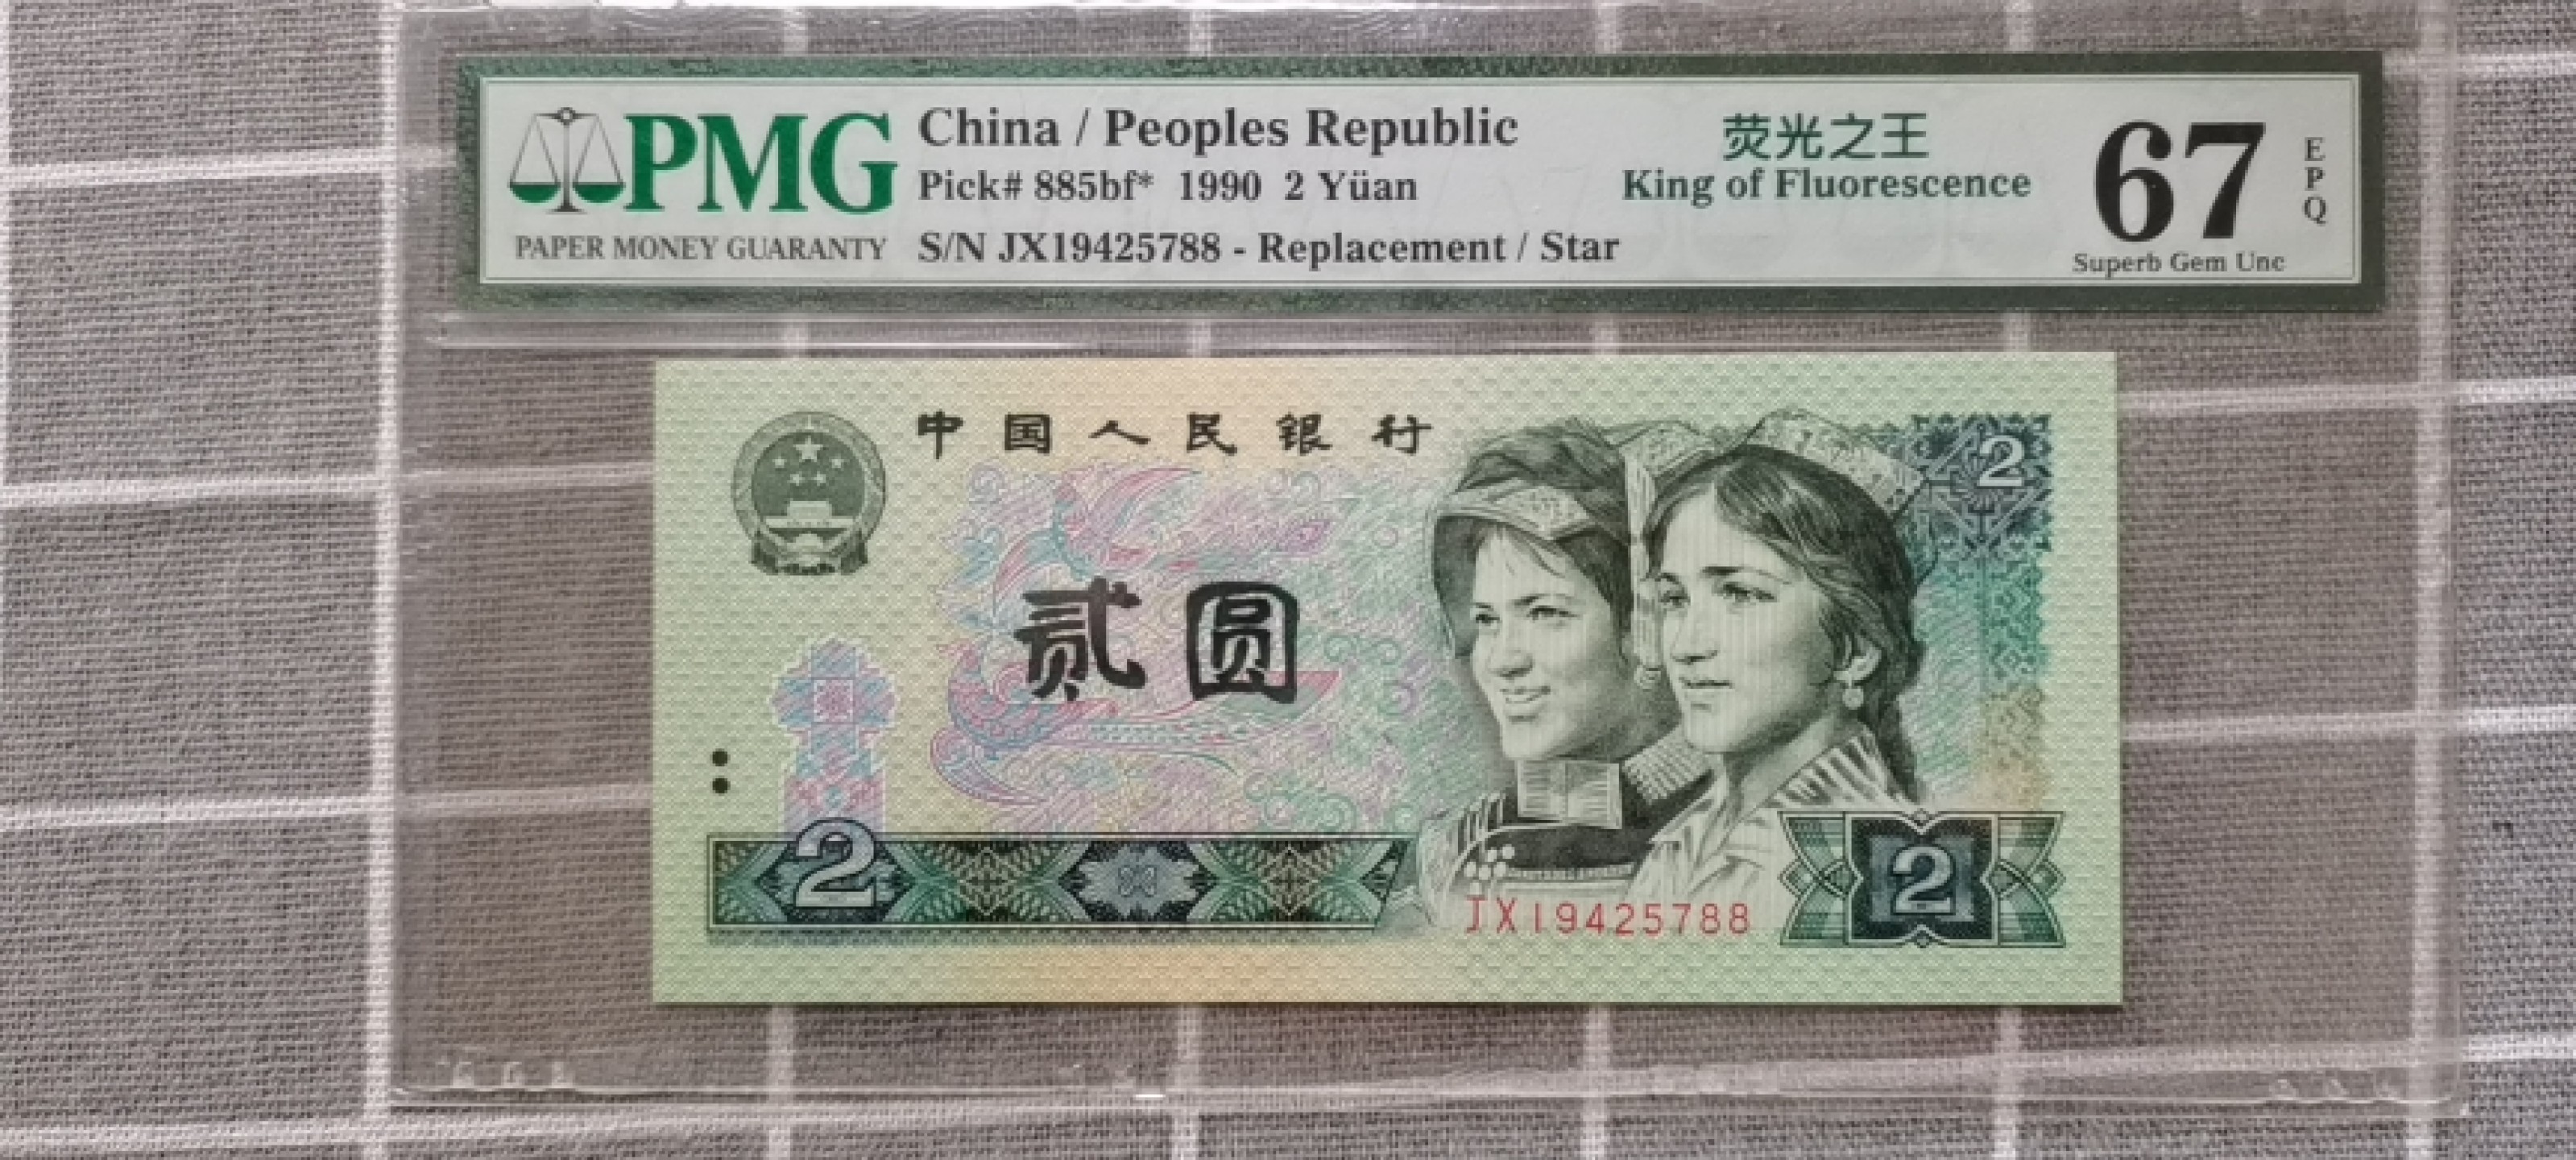 PMG
PAPER MONEY GUARANTY
China / Peoples Republic
Pick# 885bf* 1990 2 Yüan
S/N JX19425788 - Replacement / Star
荧光之王
King of Fluorescence
67
EPQ
Superb Gem Unc
中国人民银行
2
贰圆
2
2
JX19425788